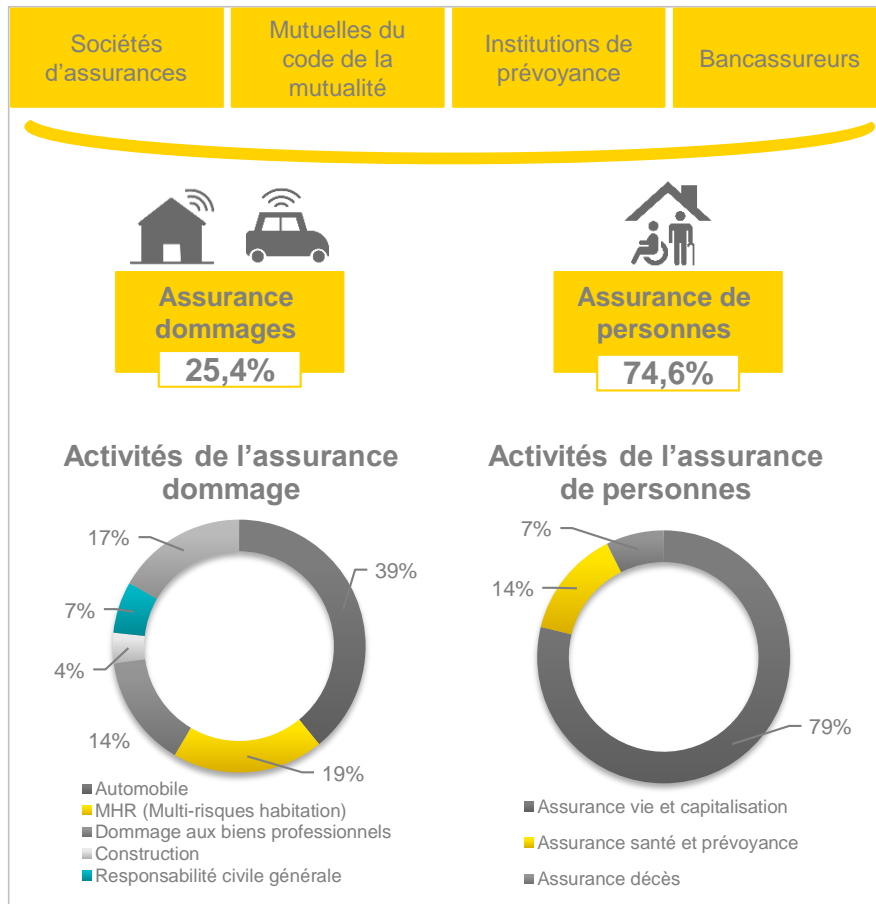 Sociétés
d'assurances
Mutuelles du
code de la
mutualité
Institutions de
prévoyance
Bancassureurs
Assurance
dommages
25,4%
Assurance de
personnes
74,6%
Activités de l'assurance
dommage
17%
39%
7%
4%
14%
19%
Automobile
MHR (Multi-risques habitation)
Dommage aux biens professionnels
Construction
Responsabilité civile générale
Activités de l'assurance
de personnes
7%
14%
79%
Assurance vie et capitalisation
Assurance santé et prévoyance
Assurance décès